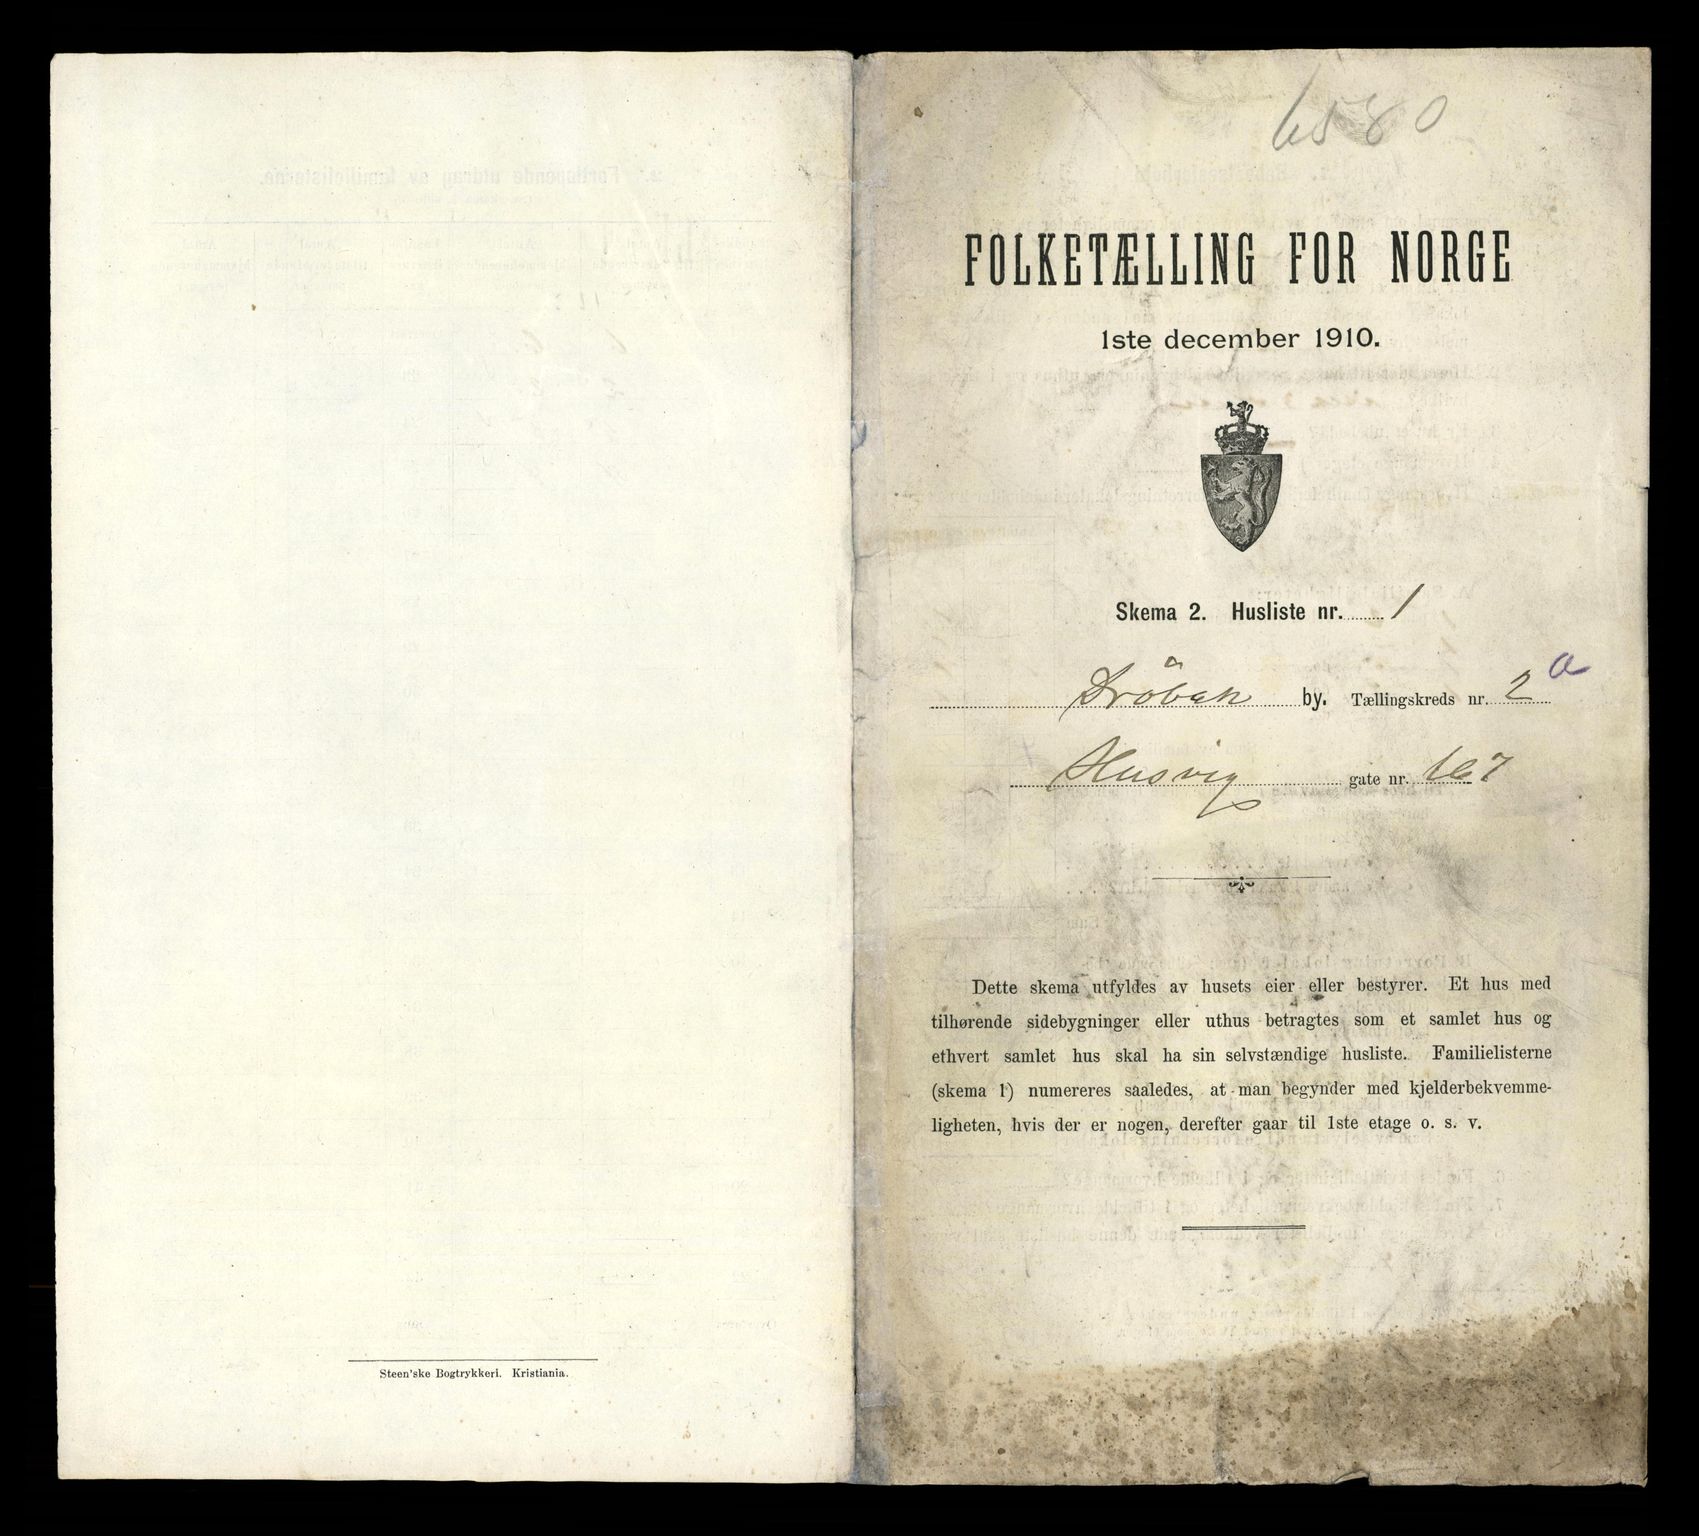 Steen'ske Bogtrykkeri. Kristiania.
6580
FOLKETÆLLING FOR NORGE
1ste december 1910.
Skema 2. Husliste nr. 1
Drøbak by. Tællingskreds nr. 2 a
Husvig gate nr. 167
Dette skema utfyldes av husets eier eller bestyrer. Et hus med
tilhørende sidebygninger eller uthus betragtes som et samlet hus og
ethvert samlet hus skal ha sin selvstændige husliste. Familielisterne
(skema 1) numereres saaledes, at man begynder med kjelderbekvemme-
ligheten, hvis der er nogen, derefter gaar til 1ste etage o. s. v.